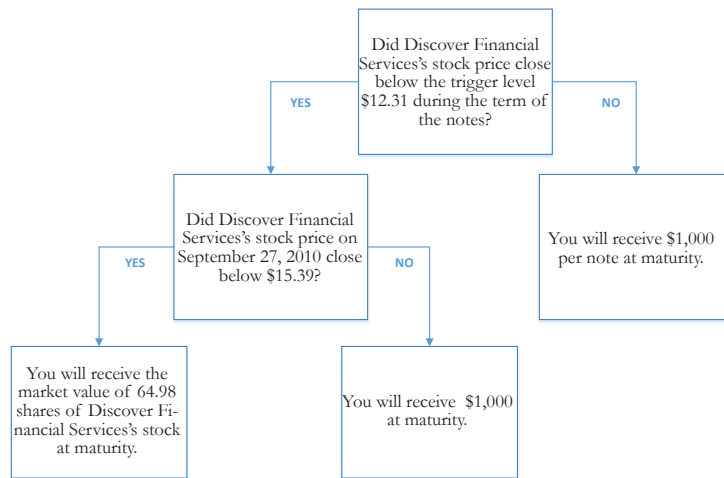 Did Discover Financial
Services's stock price close
below the trigger level
$12.31 during the term of
the notes?
YES
NO
Did Discover Financial
Services's stock price on
September 27, 2010 close
below $15.39?
You will receive $1,000
per note at maturity.
YES
NO
You will receive the
market value of 64.98
shares of Discover Fi-
nancial Services's stock
at maturity.
You will receive $1,000
at maturity.